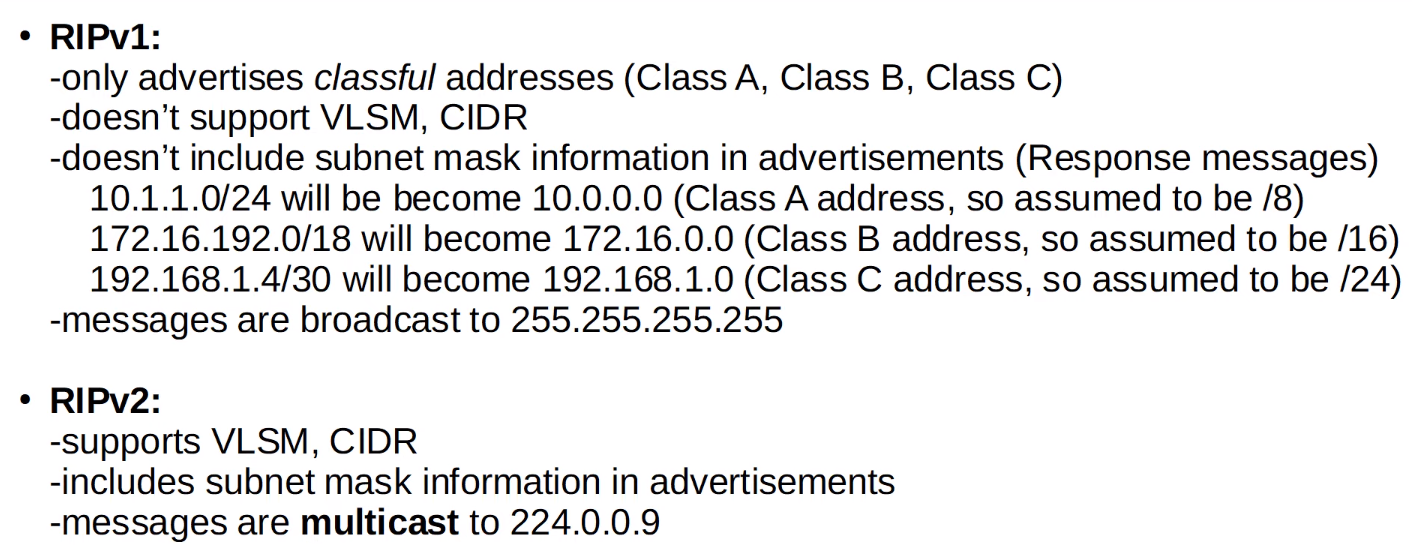 • RIPv1:
-only advertises classful addresses (Class A, Class B, Class C)
-doesn’t support VLSM, CIDR
-doesn’t include subnet mask information in advertisements (Response messages)
10.1.1.0/24 will be become 10.0.0.0 (Class A address, so assumed to be /8)
172.16.192.0/18 will become 172.16.0.0 (Class B address, so assumed to be /16)
192.168.1.4/30 will become 192.168.1.0 (Class C address, so assumed to be /24)
-messages are broadcast to 255.255.255.255
• RIPv2:
-supports VLSM, CIDR
-includes subnet mask information in advertisements
-messages are multicast to 224.0.0.9